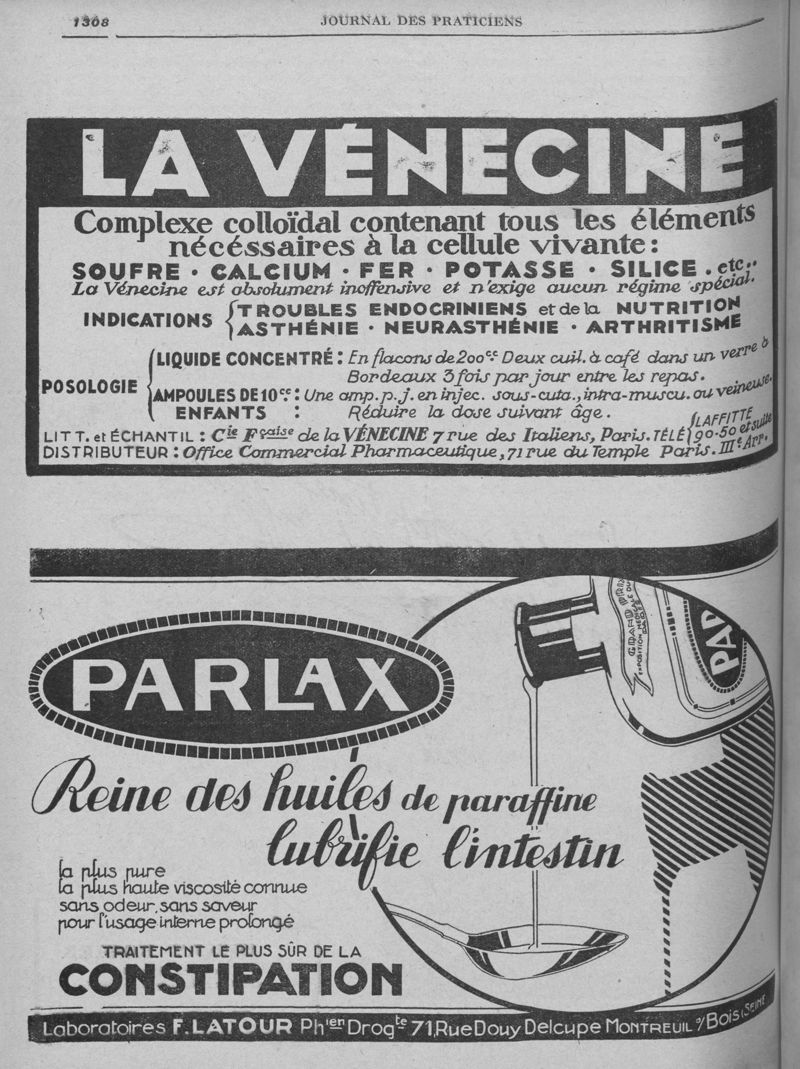 1308
JOURNAL DES PRATICIENS
LA VÉNECINE
Complexe colloïdal contenant tous les éléments
nécéssaires à la cellule vivante :
SOUFRE · CALCIUM · FER · POTASSE · SILICE . etc..
La Vénecine est absolument inoffensive et n'exige aucun régime spécial.
INDICATIONS { TROUBLES ENDOCRINIENS et de la NUTRITION
ASTHÉNIE · NEURASTHÉNIE · ARTHRITISME
POSOLOGIE
LIQUIDE CONCENTRÉ : En flacons de 200cc. Deux cuil. à café dans un verre à
Bordeaux 3 fois par jour entre les repas.
AMPOULES DE 10cc. : Une amp. p. j. en injec. sous-cuta., intra-muscu. ou veineuse.
ENFANTS : Réduire la dose suivant âge.
LITT. et ÉCHANTIL : Cie Fçaise de la VÉNECINE 7 rue des Italiens, Paris. TÉLÉ { LAFFITTE 90-50 et suite
DISTRIBUTEUR : Office Commercial Pharmaceutique, 71 rue du Temple Paris. IIIe Arr.
GRAND PRIX
PAR
PARLAX
Reine des huiles de paraffine
lubrifie l'intestin
la plus pure
la plus haute viscosité connue
sans odeur, sans saveur
pour l'usage interne prolongé
TRAITEMENT LE PLUS SÛR DE LA
CONSTIPATION
Laboratoires F. LATOUR Phien Drogte 71, Rue Douy Delcupe MONTREUIL s/ Bois (SEINE